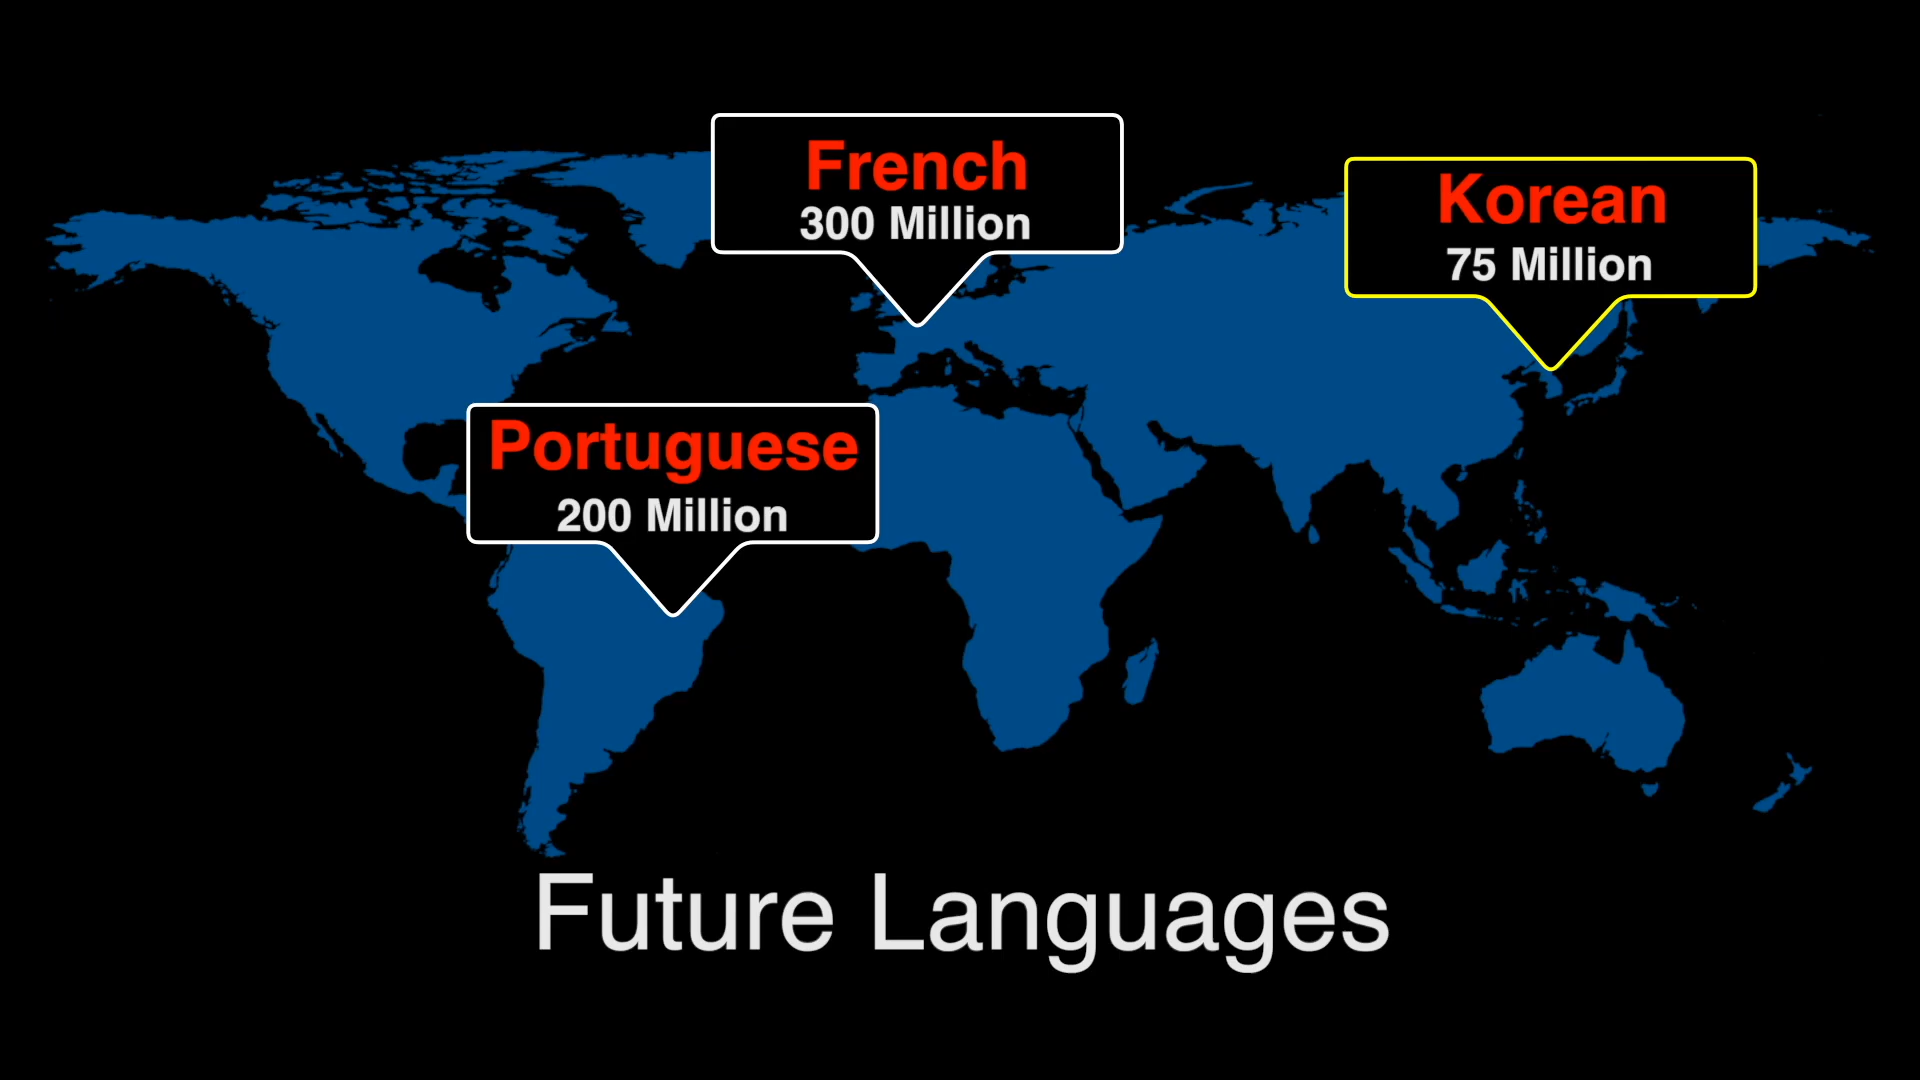 French
300 Million
Korean
75 Million
Portuguese
200 Million
Future Languages